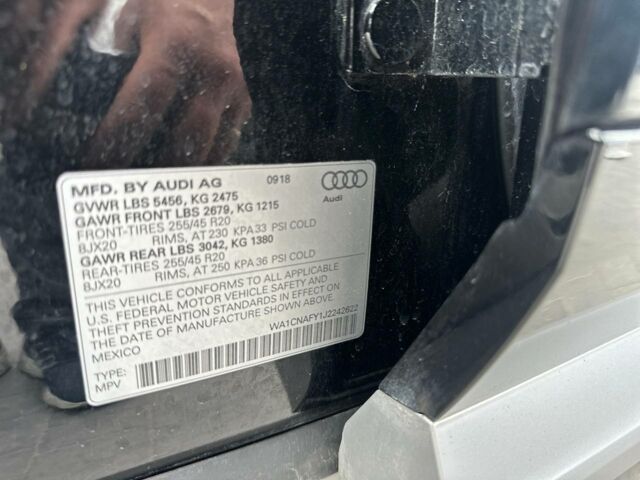 MFD. BY AUDI AG 0918
GVWR LBS 5456, KG 2475
GAWR FRONT LBS 2679, KG 1215
FRONT-TIRES 255/45 R20
BJX20 RIMS, AT 230 KPA 33 PSI COLD
GAWR REAR LBS 3042, KG 1380
REAR-TIRES 255/45 R20
BJX20 RIMS, AT 250 KPA 36 PSI COLD
Audi
THIS VEHICLE CONFORMS TO ALL APPLICABLE
U.S. FEDERAL MOTOR VEHICLE SAFETY AND
THEFT PREVENTION STANDARDS IN EFFECT ON
THE DATE OF MANUFACTURE SHOWN ABOVE
MEXICO WA1CNAFY1J2242622
TYPE:
MPV